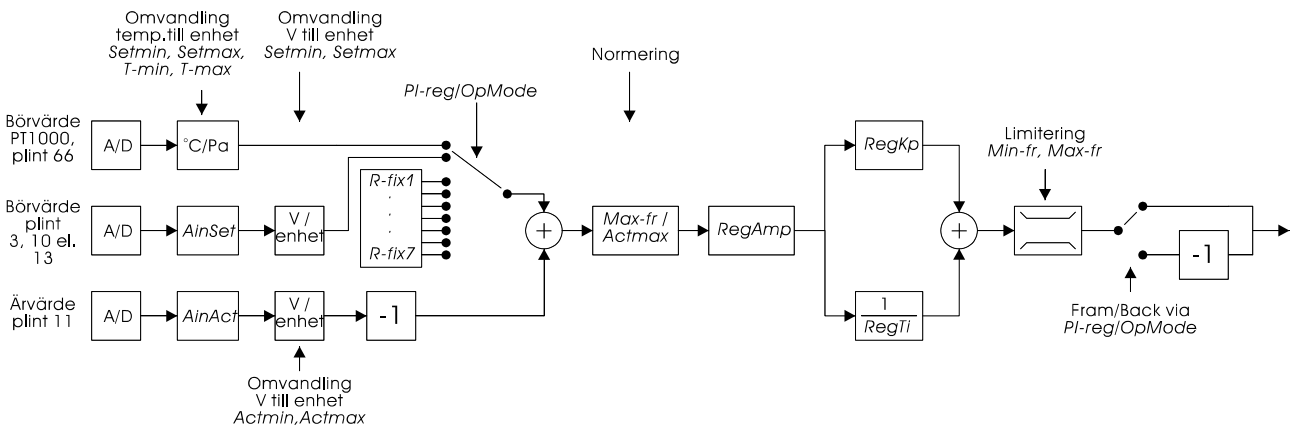 Omvandling
temp.till enhet
Setmin, Setmax,
T-min, T-max
Omvandling
V till enhet
Setmin, Setmax
PI-reg/OpMode
Normering
Börvärde
PT1000,
plint 66
A/D
°C/Pa
R-fix1
.
.
.
R-fix7
Börvärde
plint
3, 10 el.
13
A/D
AinSet
V /
enhet
+
Max-fr /
Actmax
RegAmp
RegKp
+
1
RegTi
Limitering
Min-fr, Max-fr
-1
Fram/Back via
PI-reg/OpMode
Ärvärde
plint 11
A/D
AinAct
V /
enhet
-1
Omvandling
V till enhet
Actmin,Actmax